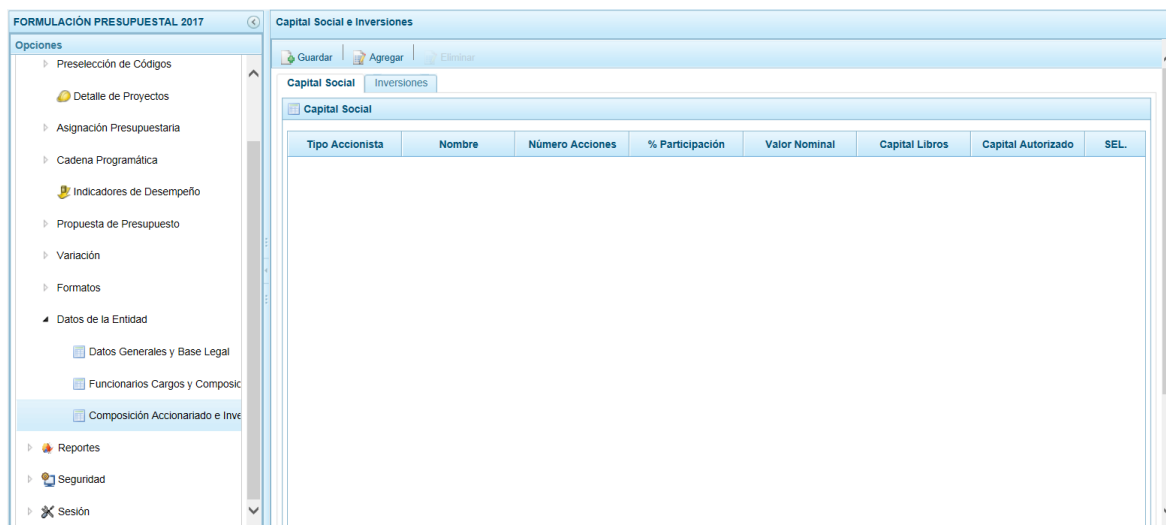 FORMULACIÓN PRESUPUESTAL 2017
Opciones
Preselección de Códigos
Detalle de Proyectos
Asignación Presupuestaria
Cadena Programática
Indicadores de Desempeño
Propuesta de Presupuesto
Variación
Formatos
Datos de la Entidad
Datos Generales y Base Legal
Funcionarios Cargos y Composic
Composición Accionariado e Inve
Reportes
Seguridad
Sesión
Capital Social e Inversiones
Guardar Agregar Eliminar
Capital Social Inversiones
Capital Social
Tipo Accionista Nombre Número Acciones % Participación Valor Nominal Capital Libros Capital Autorizado SEL.